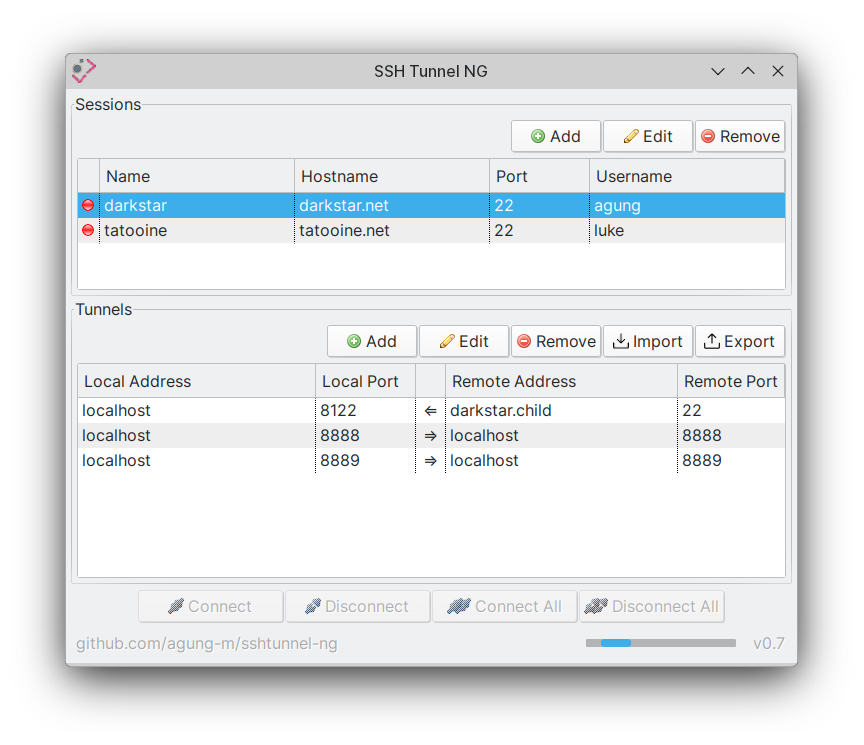 SSH Tunnel NG
Sessions
Add Edit Remove
Name Hostname Port Username
darkstar darkstar.net 22 agung
tatooine tatooine.net 22 luke
Tunnels
Add Edit Remove Import Export
Local Address Local Port Remote Address Remote Port
localhost 8122 ⇐ darkstar.child 22
localhost 8888 ⇒ localhost 8888
localhost 8889 ⇒ localhost 8889
Connect Disconnect Connect All Disconnect All
github.com/agung-m/sshtunnel-ng v0.7